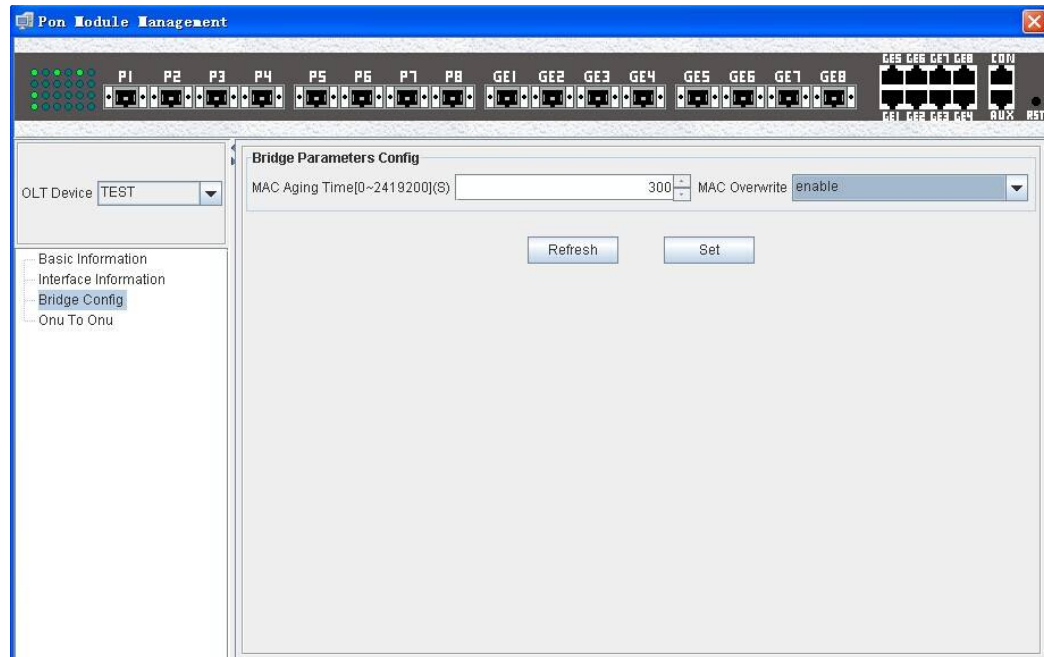 Pon Module Management
P1 P2 P3 P4 P5 P6 P7 P8 GE1 GE2 GE3 GE4 GE5 GE6 GE7 GE8
GE5 GE6 GE7 GE8 CON
GE1 GE2 GE3 GE4 AUX RST
OLT Device TEST
Basic Information
Interface Information
Bridge Config
Onu To Onu
Bridge Parameters Config
MAC Aging Time[0~2419200](S) 300 MAC Overwrite enable
Refresh Set